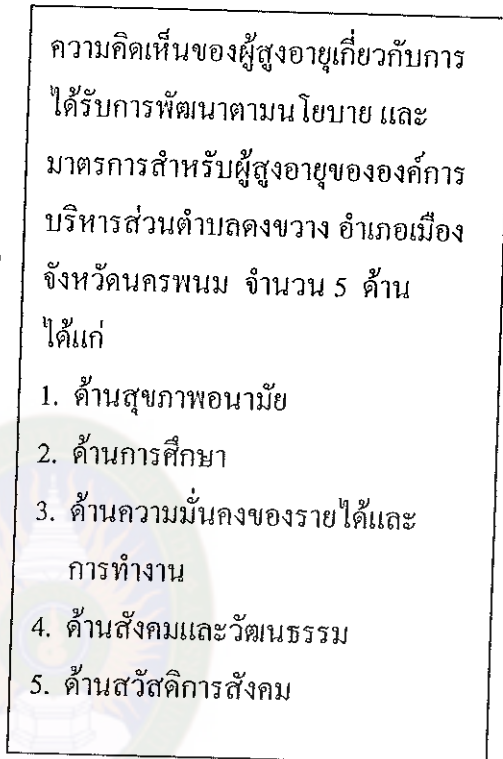 ความคิดเห็นของผู้สูงอายุเกี่ยวกับการ
ได้รับการพัฒนาตามนโยบาย และ
มาตรการสำหรับผู้สูงอายุขององค์การ
บริหารส่วนตำบลดงขวาง อำเภอเมือง
จังหวัดนครพนม จำนวน 5 ด้าน
ได้แก่
1. ด้านสุขภาพอนามัย
2. ด้านการศึกษา
3. ด้านความมั่นคงของรายได้และ
การทำงาน
4. ด้านสังคมและวัฒนธรรม
5. ด้านสวัสดิการสังคม